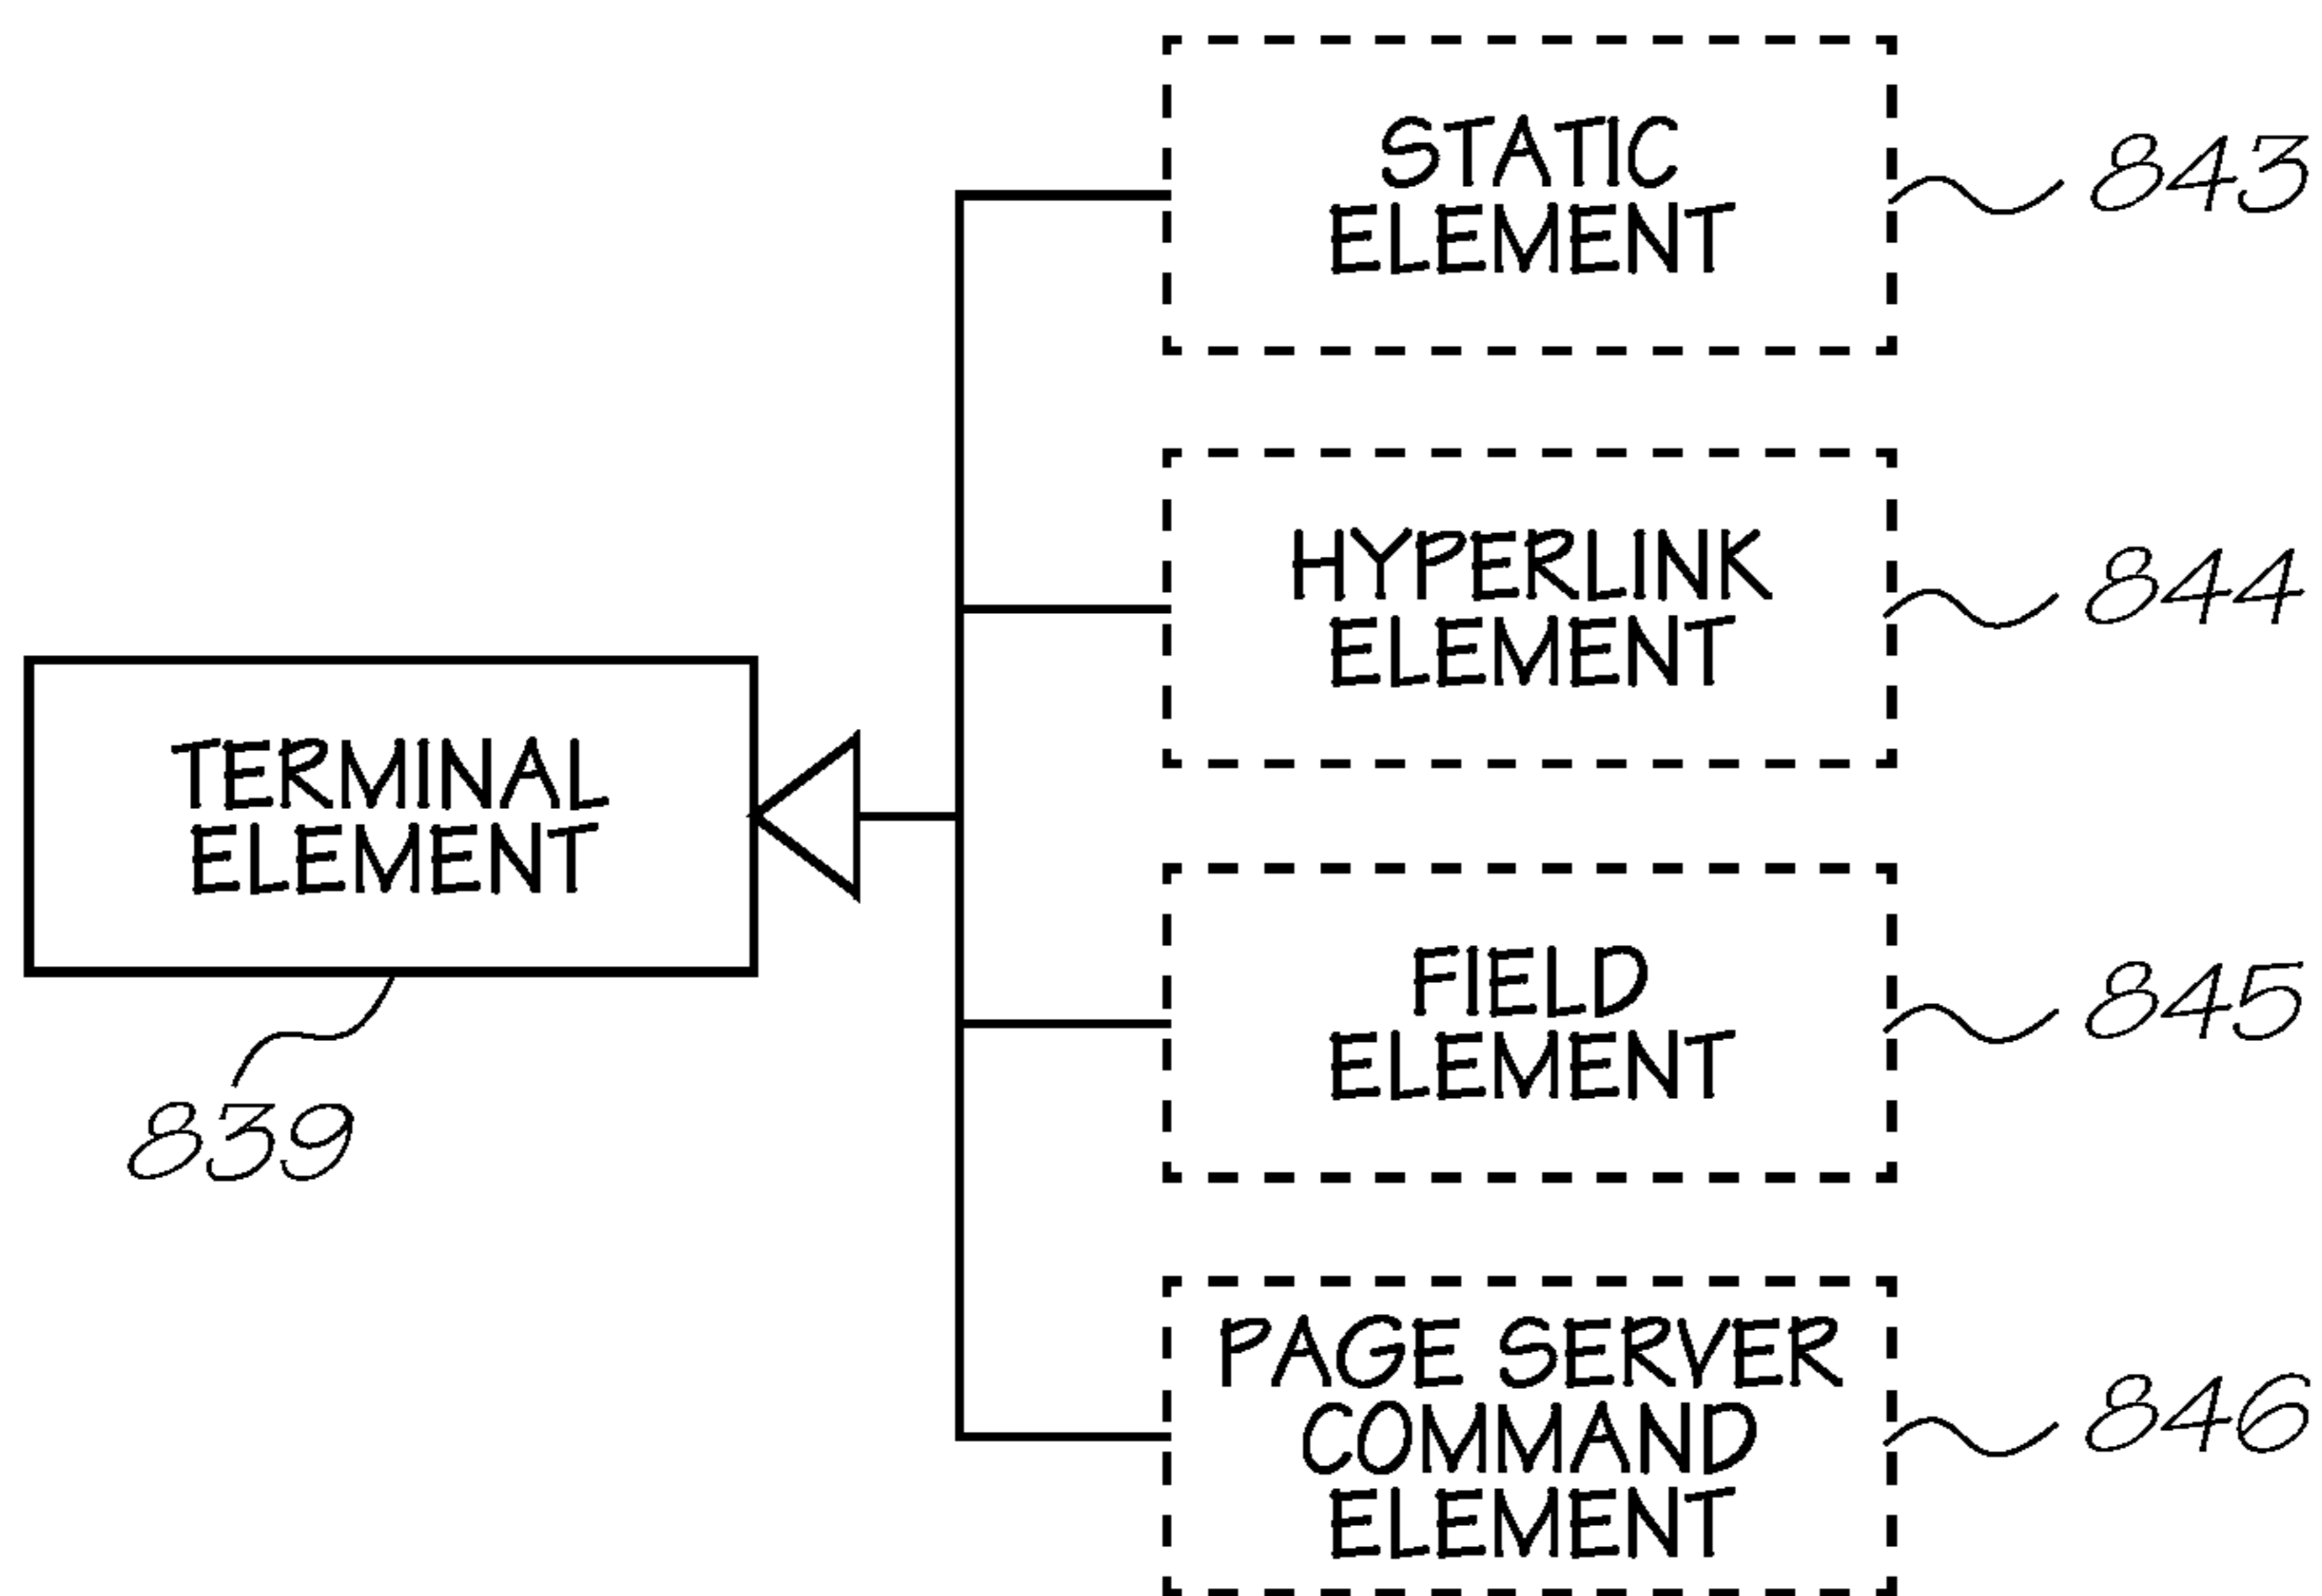 STATIC
ELEMENT
843
HYPERLINK
ELEMENT
844
TERMINAL
ELEMENT
839
FIELD
ELEMENT
845
PAGE SERVER
COMMAND
ELEMENT
846